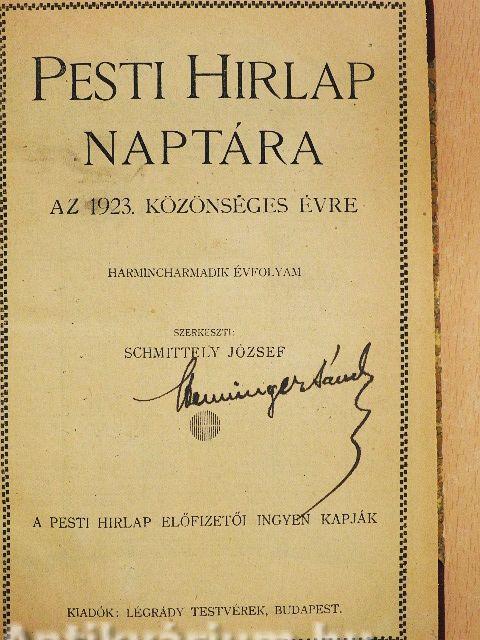 PESTI HIRLAP
NAPTÁRA
AZ 1923. KÖZÖNSÉGES ÉVRE
HARMINCHARMADIK ÉVFOLYAM
SZERKESZTI:
SCHMITTELY JÓZSEF
A PESTI HIRLAP ELŐFIZETŐI INGYEN KAPJÁK
KIADÓK: LÉGRÁDY TESTVÉREK, BUDAPEST.